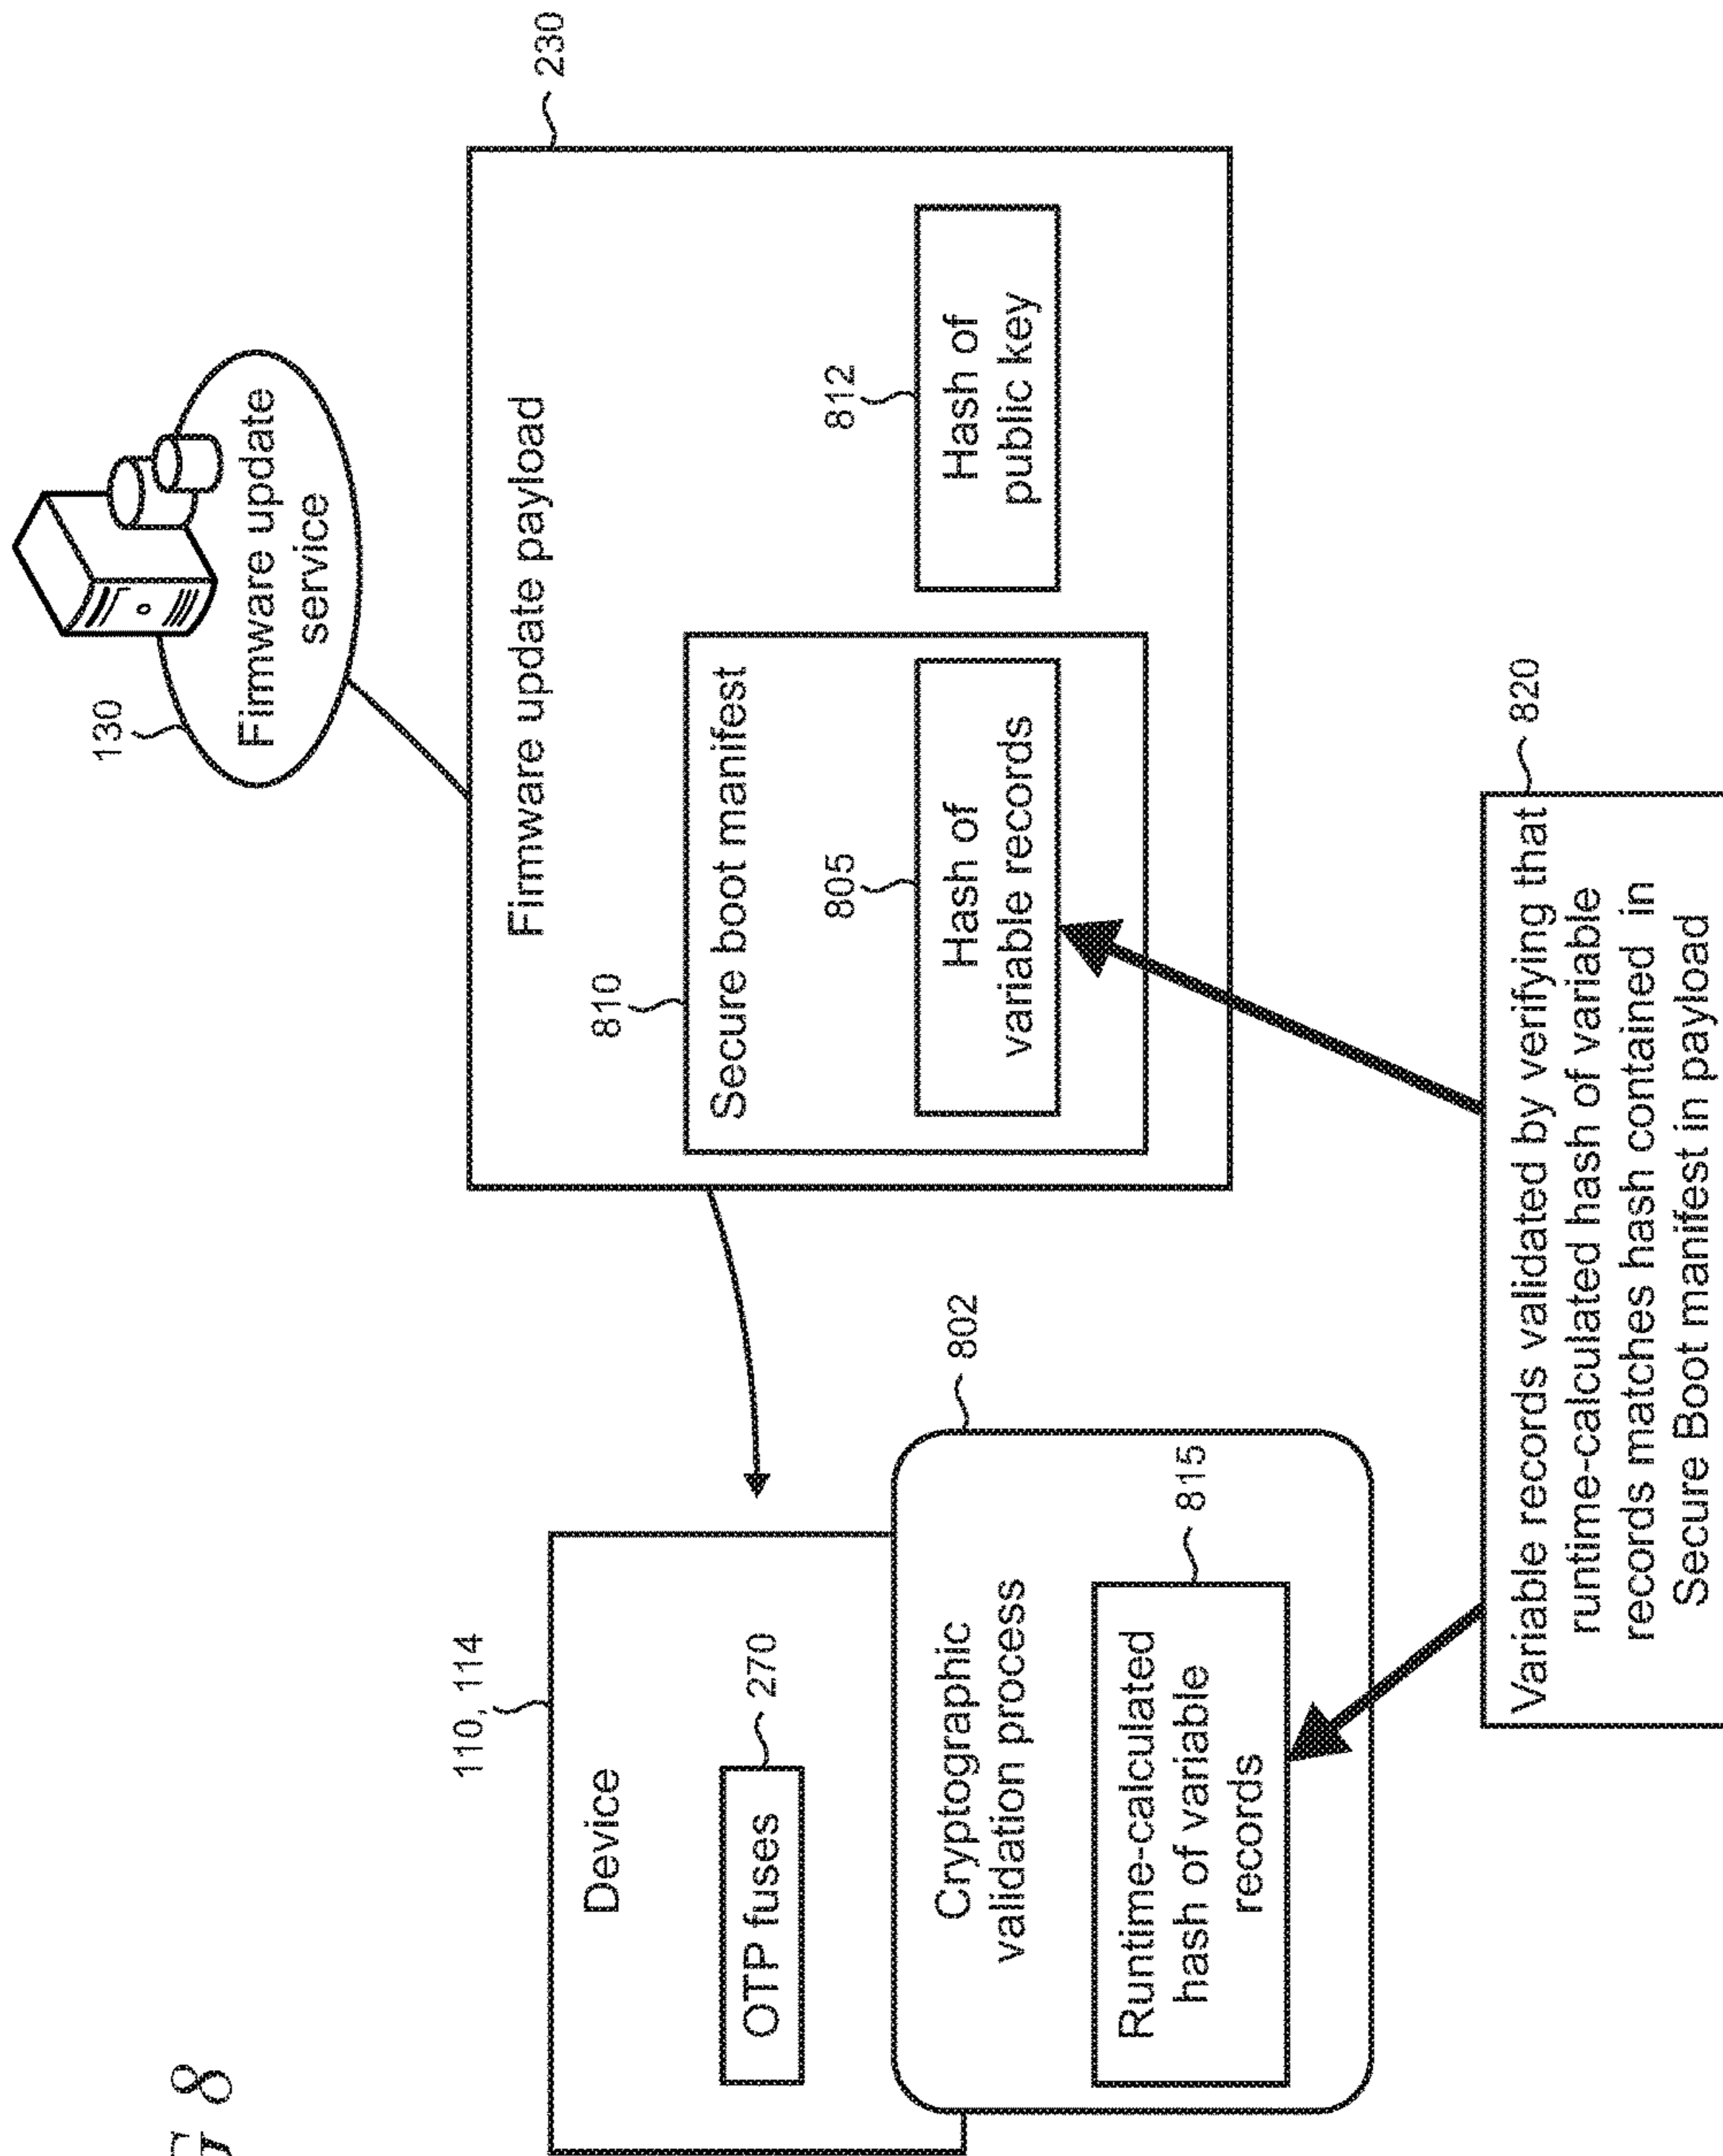 G 8
130
Firmware update
service
Firmware update payload
230
810
Secure boot manifest
805
Hash of
variable records
812
Hash of
public key
110, 114
Device
OTP fuses
270
802
Cryptographic
validation process
815
Runtime-calculated
hash of variable
records
820
Variable records validated by verifying that
runtime-calculated hash of variable
records matches hash contained in
Secure Boot manifest in payload